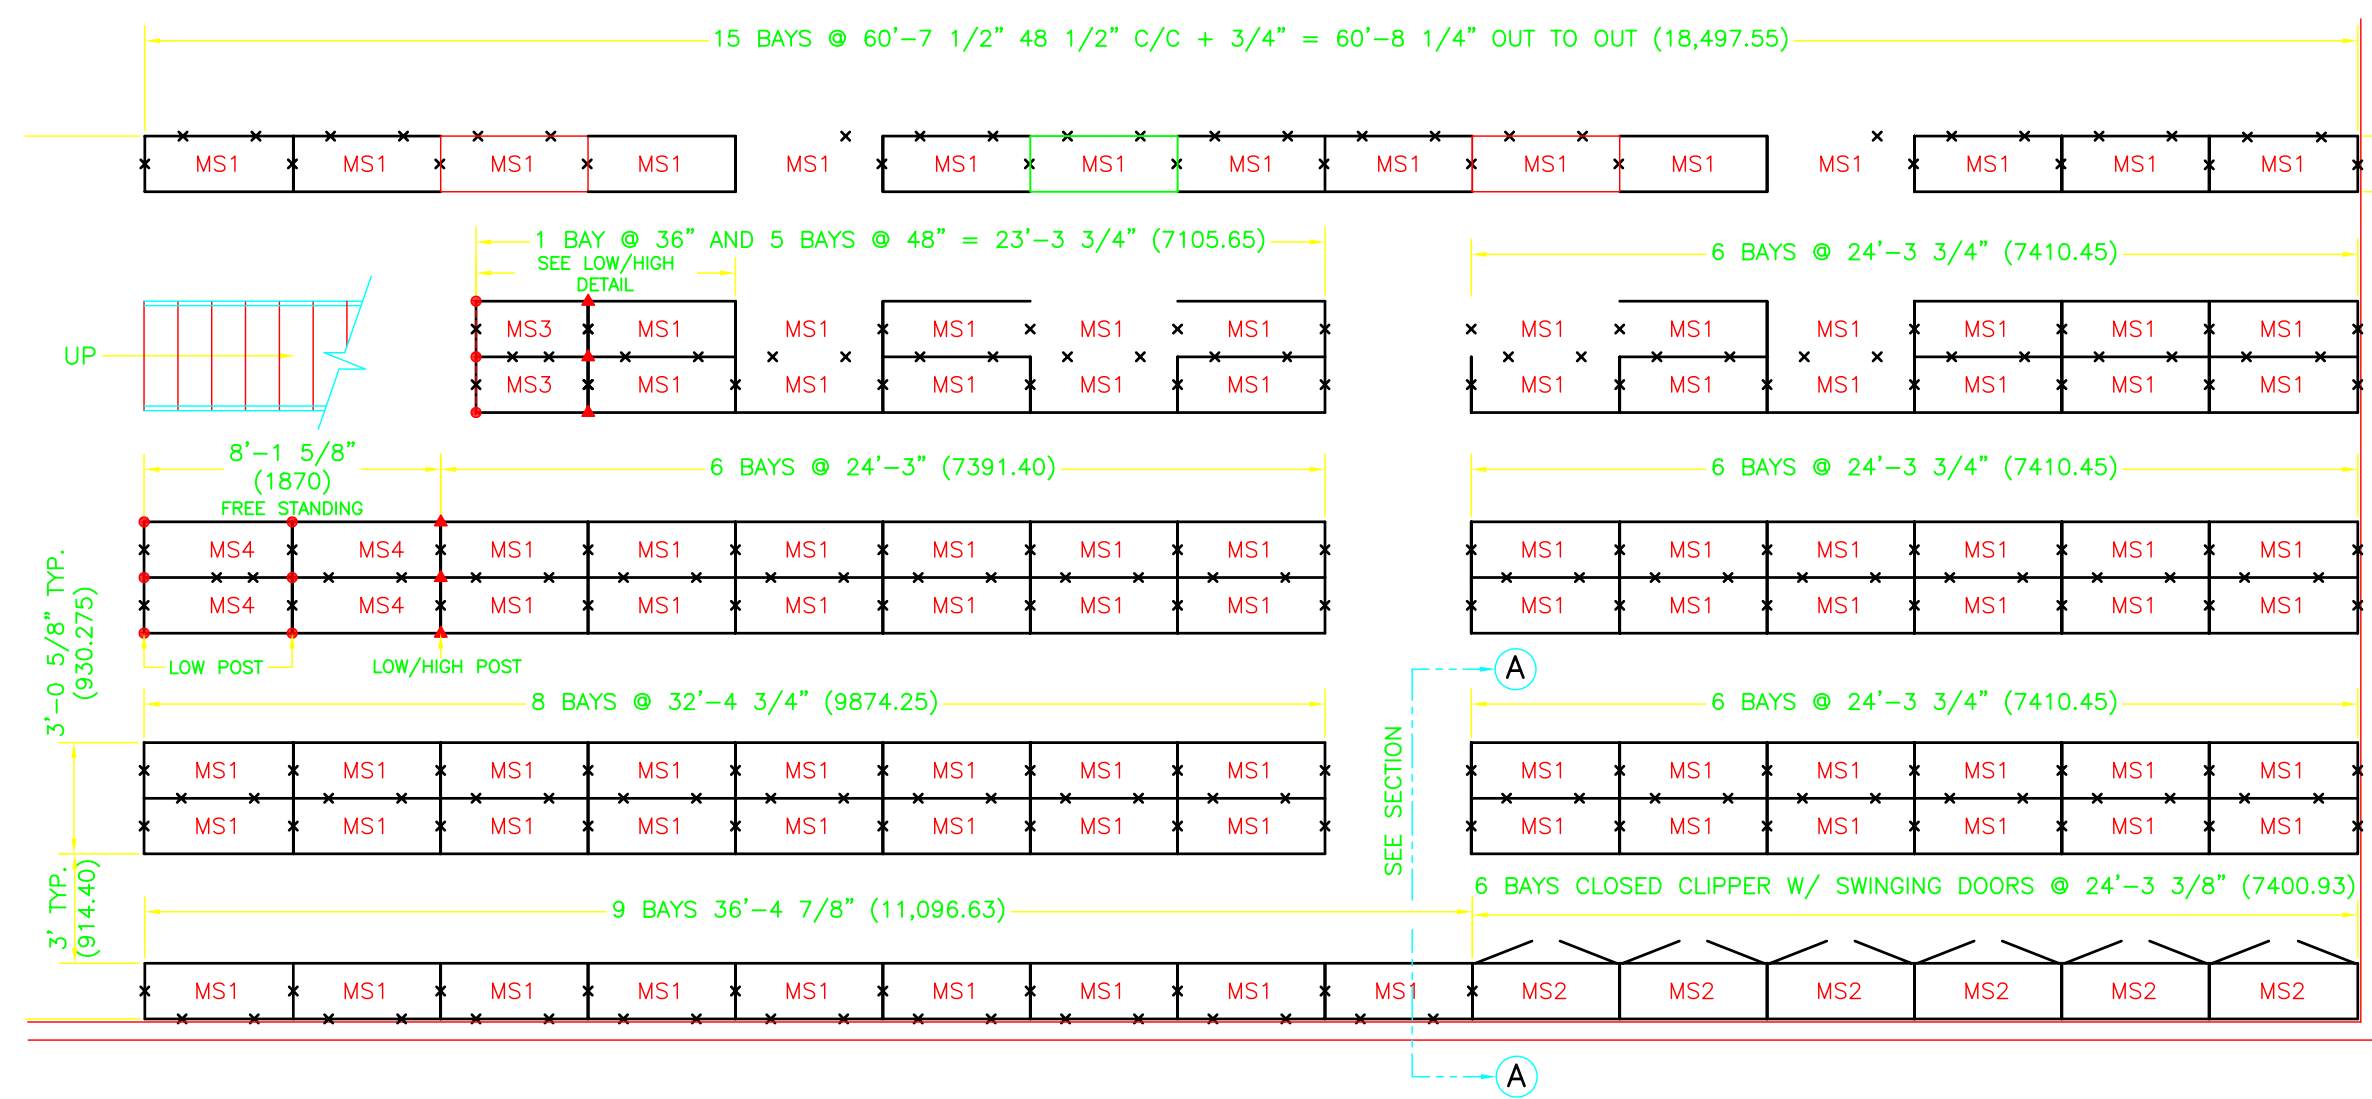 15 BAYS @ 60'-7 1/2" 48 1/2" C/C + 3/4" = 60'-8 1/4" OUT TO OUT (18,497.55)
MS1 MS1 MS1 MS1 MS1 MS1 MS1 MS1 MS1 MS1 MS1 MS1 MS1 MS1 MS1
1 BAY @ 36" AND 5 BAYS @ 48" = 23'-3 3/4" (7105.65)
6 BAYS @ 24'-3 3/4" (7410.45)
SEE LOW/HIGH
DETAIL
UP
MS3 MS1 MS1 MS1 MS1 MS1 MS1 MS1 MS1 MS1 MS1 MS1
MS3 MS1 MS1 MS1 MS1 MS1 MS1 MS1 MS1 MS1 MS1 MS1
8'-1 5/8"
(1870)
FREE STANDING
6 BAYS @ 24'-3" (7391.40)
6 BAYS @ 24'-3 3/4" (7410.45)
MS4 MS4 MS1 MS1 MS1 MS1 MS1 MS1 MS1 MS1 MS1 MS1 MS1 MS1
MS4 MS4 MS1 MS1 MS1 MS1 MS1 MS1 MS1 MS1 MS1 MS1 MS1 MS1
3'-0 5/8" TYP.
(930.275)
LOW POST
LOW/HIGH POST
A
8 BAYS @ 32'-4 3/4" (9874.25)
6 BAYS @ 24'-3 3/4" (7410.45)
SEE SECTION
MS1 MS1 MS1 MS1 MS1 MS1 MS1 MS1 MS1 MS1 MS1 MS1 MS1 MS1
MS1 MS1 MS1 MS1 MS1 MS1 MS1 MS1 MS1 MS1 MS1 MS1 MS1 MS1
3' TYP.
(914.40)
9 BAYS 36'-4 7/8" (11,096.63)
6 BAYS CLOSED CLIPPER W/ SWINGING DOORS @ 24'-3 3/8" (7400.93)
MS1 MS1 MS1 MS1 MS1 MS1 MS1 MS1 MS1 MS2 MS2 MS2 MS2 MS2 MS2
A